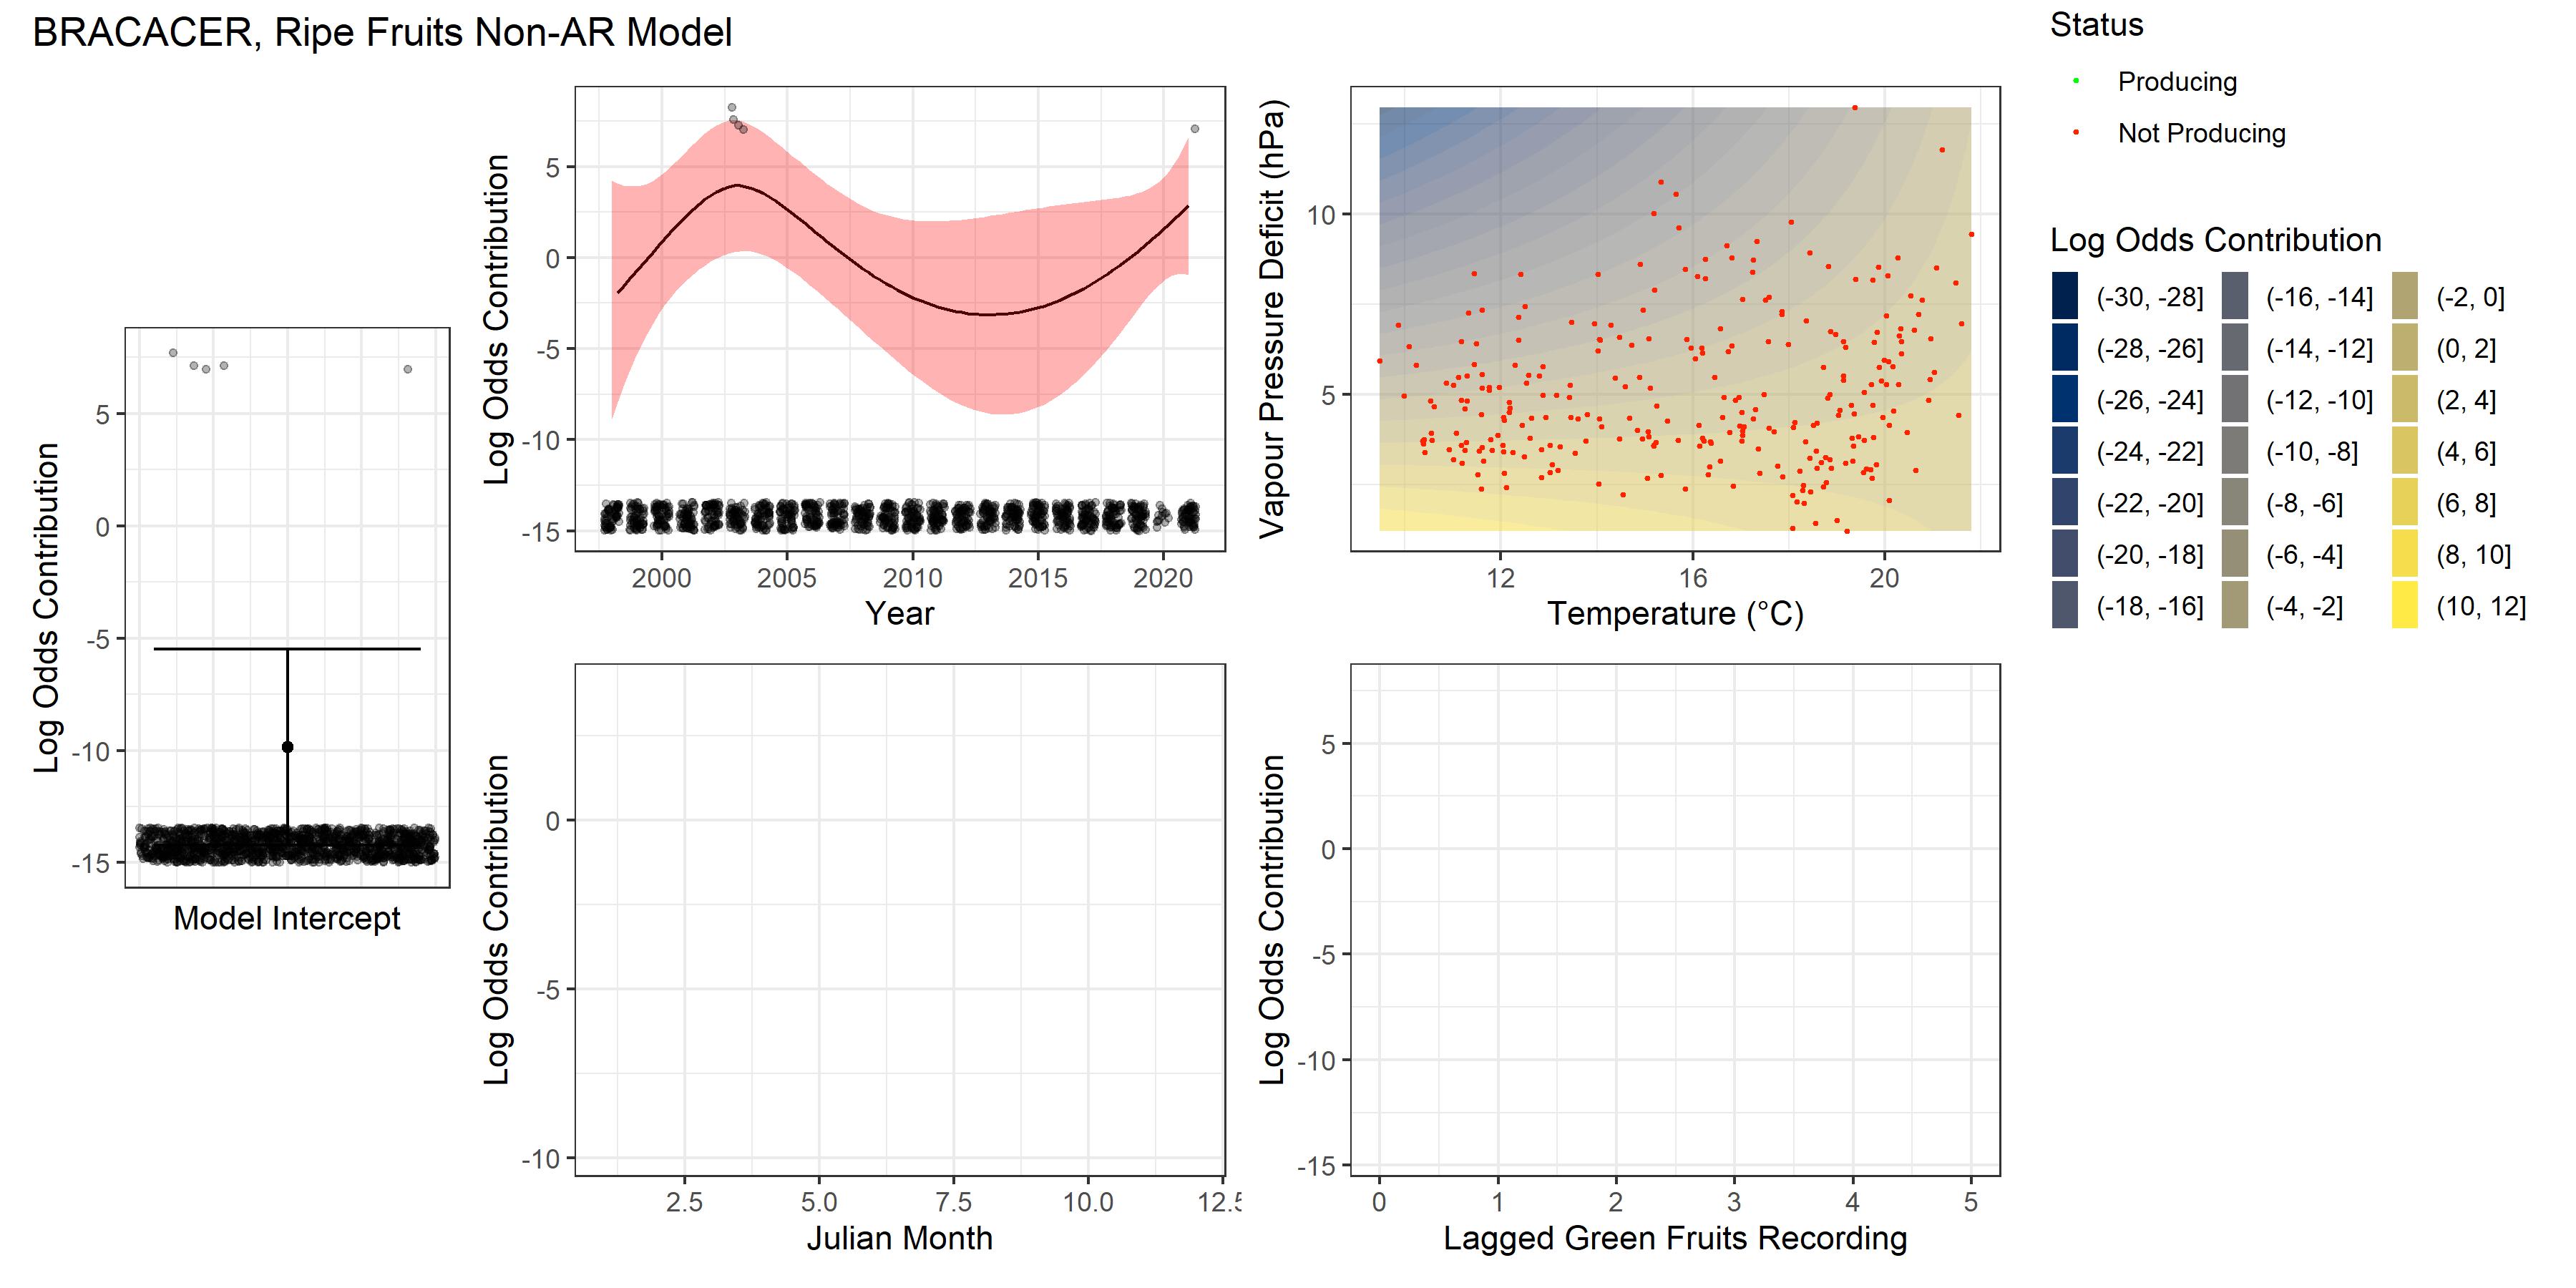 BRACACER, Ripe Fruits Non-AR Model
Log Odds Contribution
5
0
-5
-10
-15
Model Intercept
Log Odds Contribution
5
0
-5
-10
-15
2000 2005 2010 2015 2020
Year
Vapour Pressure Deficit (hPa)
10
5
12 16 20
Temperature (°C)
Log Odds Contribution
0
-5
-10
2.5 5.0 7.5 10.0 12.5
Julian Month
Log Odds Contribution
5
0
-5
-10
-15
0 1 2 3 4 5
Lagged Green Fruits Recording
Status
Producing
Not Producing
Log Odds Contribution
(-30, -28] (-16, -14] (-2, 0]
(-28, -26] (-14, -12] (0, 2]
(-26, -24] (-12, -10] (2, 4]
(-24, -22] (-10, -8] (4, 6]
(-22, -20] (-8, -6] (6, 8]
(-20, -18] (-6, -4] (8, 10]
(-18, -16] (-4, -2] (10, 12]